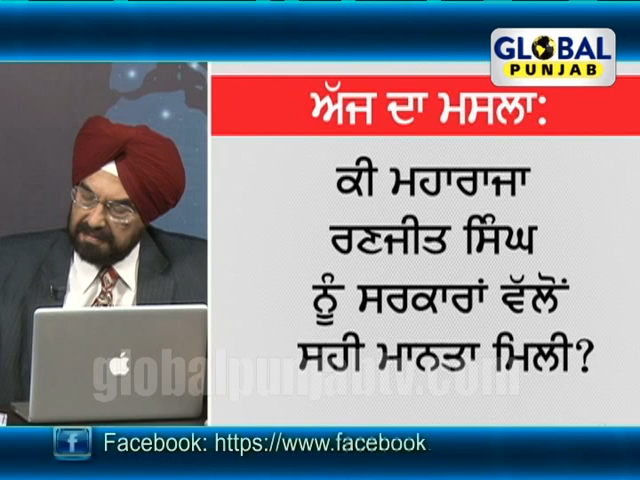 GLOBAL
PUNJAB
ਅੱਜ ਦਾ ਮਸਲਾ:
ਕੀ ਮਹਾਰਾਜਾ
ਰਣਜੀਤ ਸਿੰਘ
ਨੂੰ ਸਰਕਾਰਾਂ ਵੱਲੋਂ
ਸਹੀ ਮਾਨਤਾ ਮਿਲੀ?
globalpunjabtv.com
Facebook: https://www.facebook